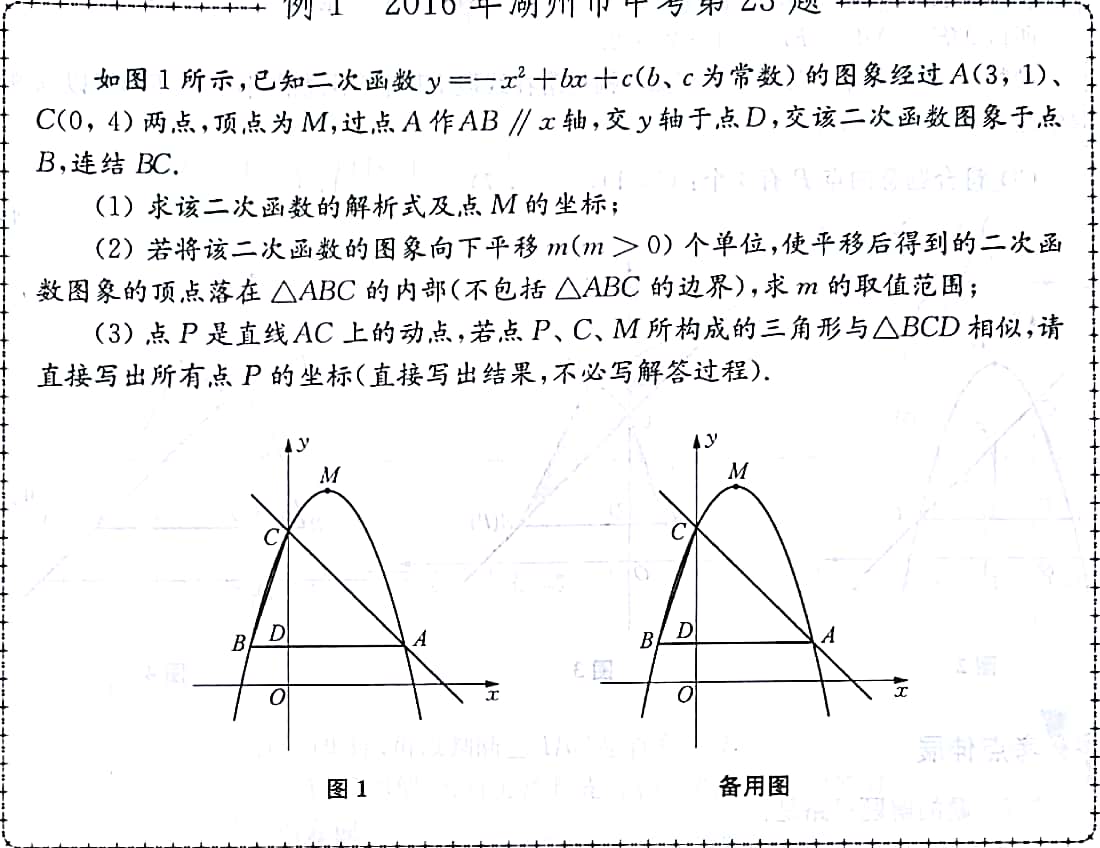 例 1 2016 年湖州市中考第 25 题
如图 1 所示,已知二次函数 y=-x²+bx+c(b、c 为常数) 的图象经过 A(3, 1)、
C(0, 4) 两点,顶点为 M,过点 A 作 AB // x 轴,交 y 轴于点 D,交该二次函数图象于点
B,连结 BC.
(1) 求该二次函数的解析式及点 M 的坐标;
(2) 若将该二次函数的图象向下平移 m(m > 0) 个单位,使平移后得到的二次函
数图象的顶点落在 △ABC 的内部(不包括 △ABC 的边界),求 m 的取值范围;
(3) 点 P 是直线 AC 上的动点,若点 P、C、M 所构成的三角形与△BCD 相似,请
直接写出所有点 P 的坐标(直接写出结果,不必写解答过程).
y
M
C
B
D
A
O
x
图 1
y
M
C
B
D
A
O
x
备用图